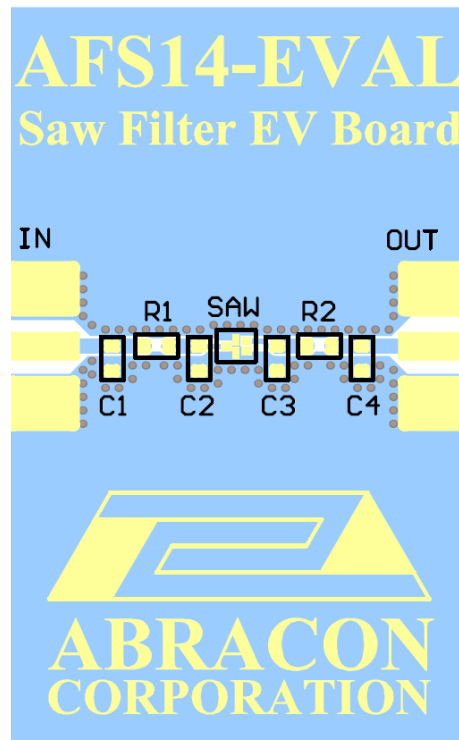 AFS14-EVAL
Saw Filter EV Board
IN OUT
R1 SAW R2
C1 C2 C3 C4
ABRACON
CORPORATION